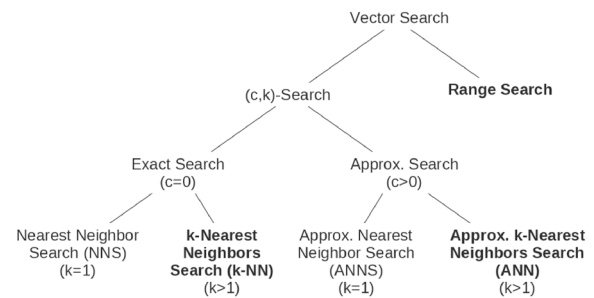 Vector Search
(c,k)-Search
Range Search
Exact Search
(c=0)
Approx. Search
(c>0)
Nearest Neighbor
Search (NNS)
(k=1)
k-Nearest
Neighbors
Search (k-NN)
(k>1)
Approx. Nearest
Neighbor Search
(ANNS)
(k=1)
Approx. k-Nearest
Neighbors Search
(ANN)
(k>1)